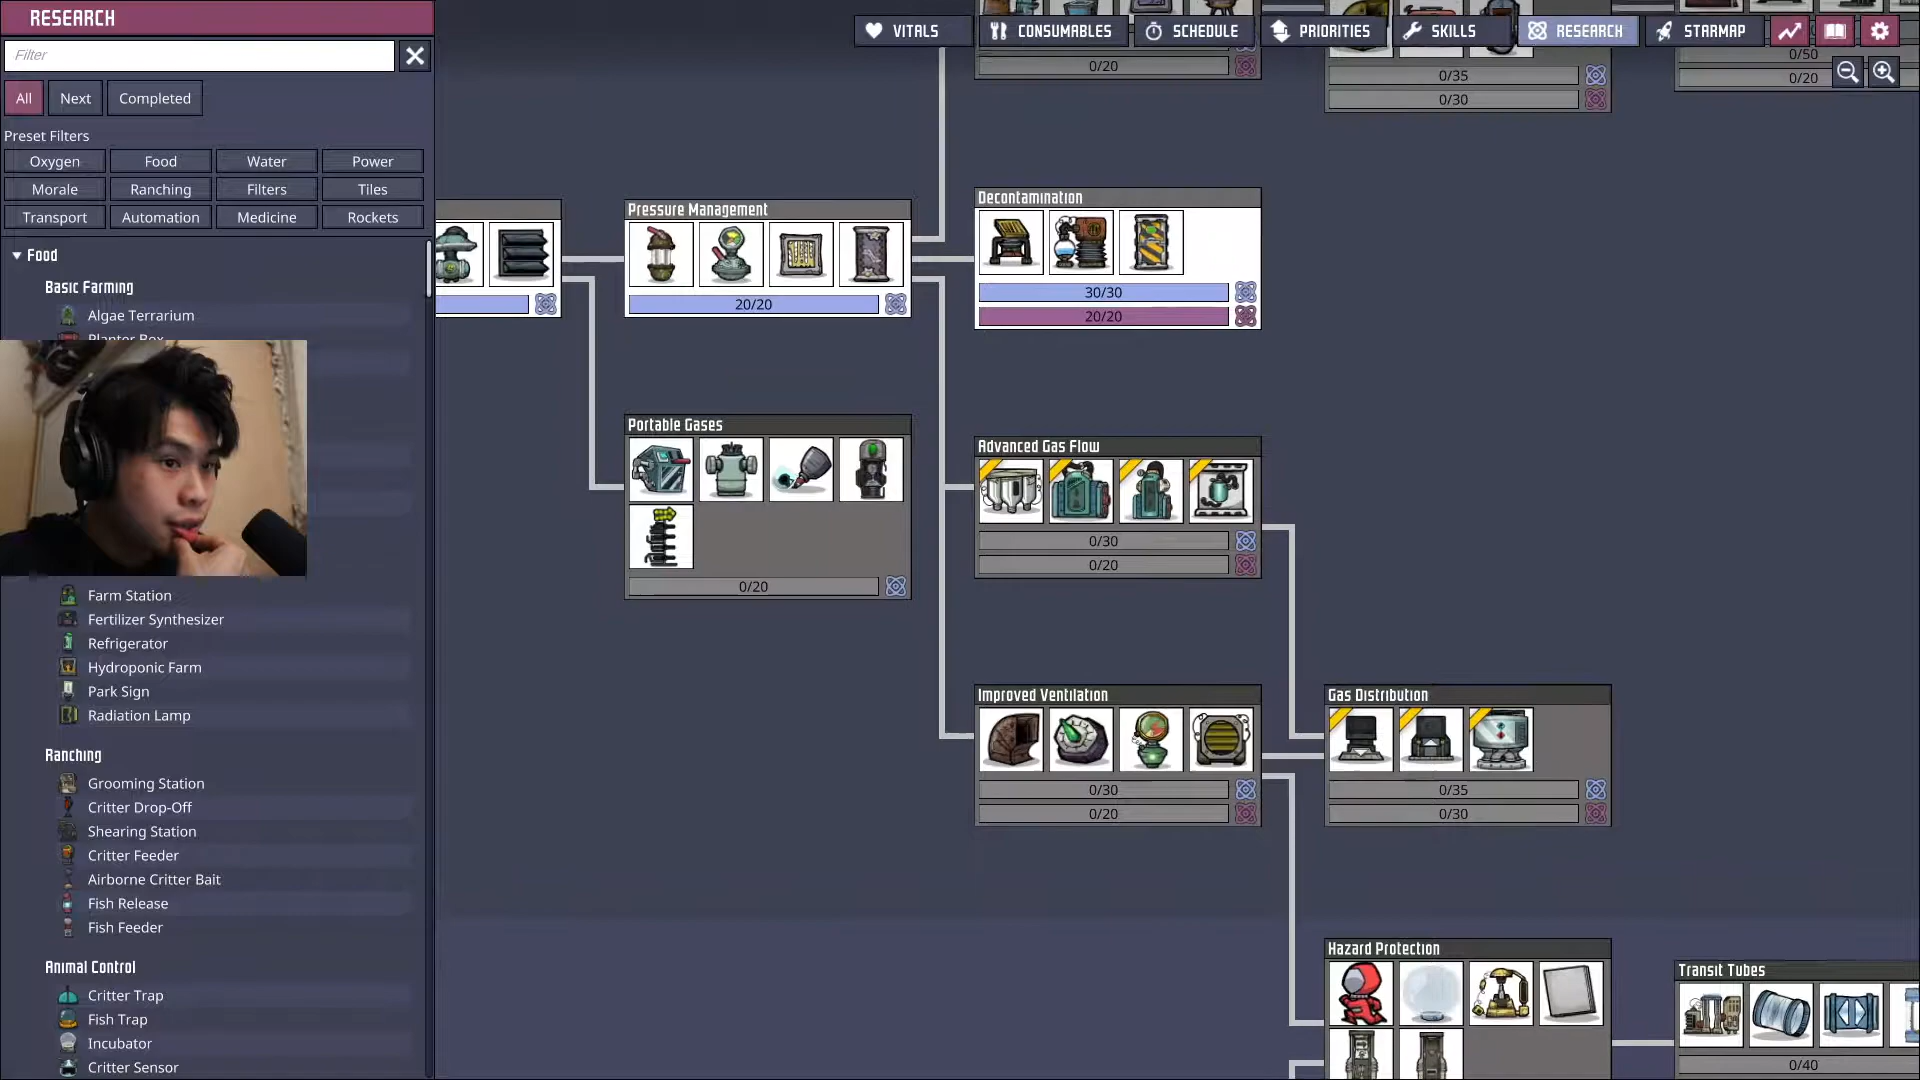 RESEARCH
VITALS
CONSUMABLES
SCHEDULE
PRIORITIES
SKILLS
RESEARCH
STARMAP
Filter
All
Next
Completed
Preset Filters
Oxygen
Food
Water
Power
Morale
Ranching
Filters
Tiles
Transport
Automation
Medicine
Rockets
Food
Basic Farming
Algae Terrarium
Planter Box
Farm Station
Fertilizer Synthesizer
Refrigerator
Hydroponic Farm
Park Sign
Radiation Lamp
Ranching
Grooming Station
Critter Drop-Off
Shearing Station
Critter Feeder
Airborne Critter Bait
Fish Release
Fish Feeder
Animal Control
Critter Trap
Fish Trap
Incubator
Critter Sensor
0/20
0/35
0/30
0/50
0/20
Pressure Management
20/20
Decontamination
30/30
20/20
Portable Gases
0/20
Advanced Gas Flow
0/30
0/20
Improved Ventilation
0/30
0/20
Gas Distribution
0/35
0/30
Hazard Protection
Transit Tubes
0/40